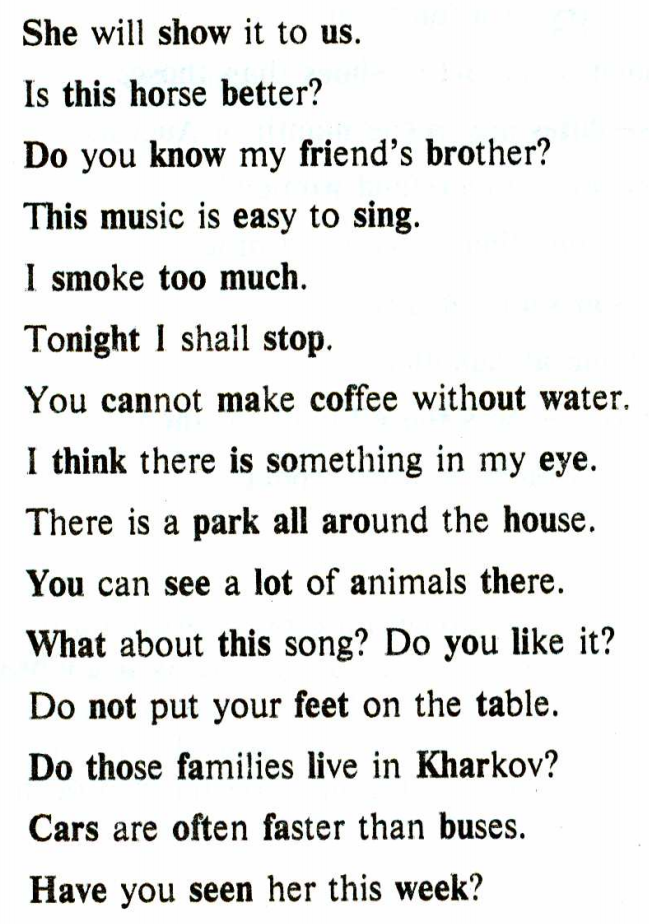 She will show it to us.
Is this horse better?
Do you know my friend's brother?
This music is easy to sing.
I smoke too much.
Tonight I shall stop.
You cannot make coffee without water.
I think there is something in my eye.
There is a park all around the house.
You can see a lot of animals there.
What about this song? Do you like it?
Do not put your feet on the table.
Do those families live in Kharkov?
Cars are often faster than buses.
Have you seen her this week?